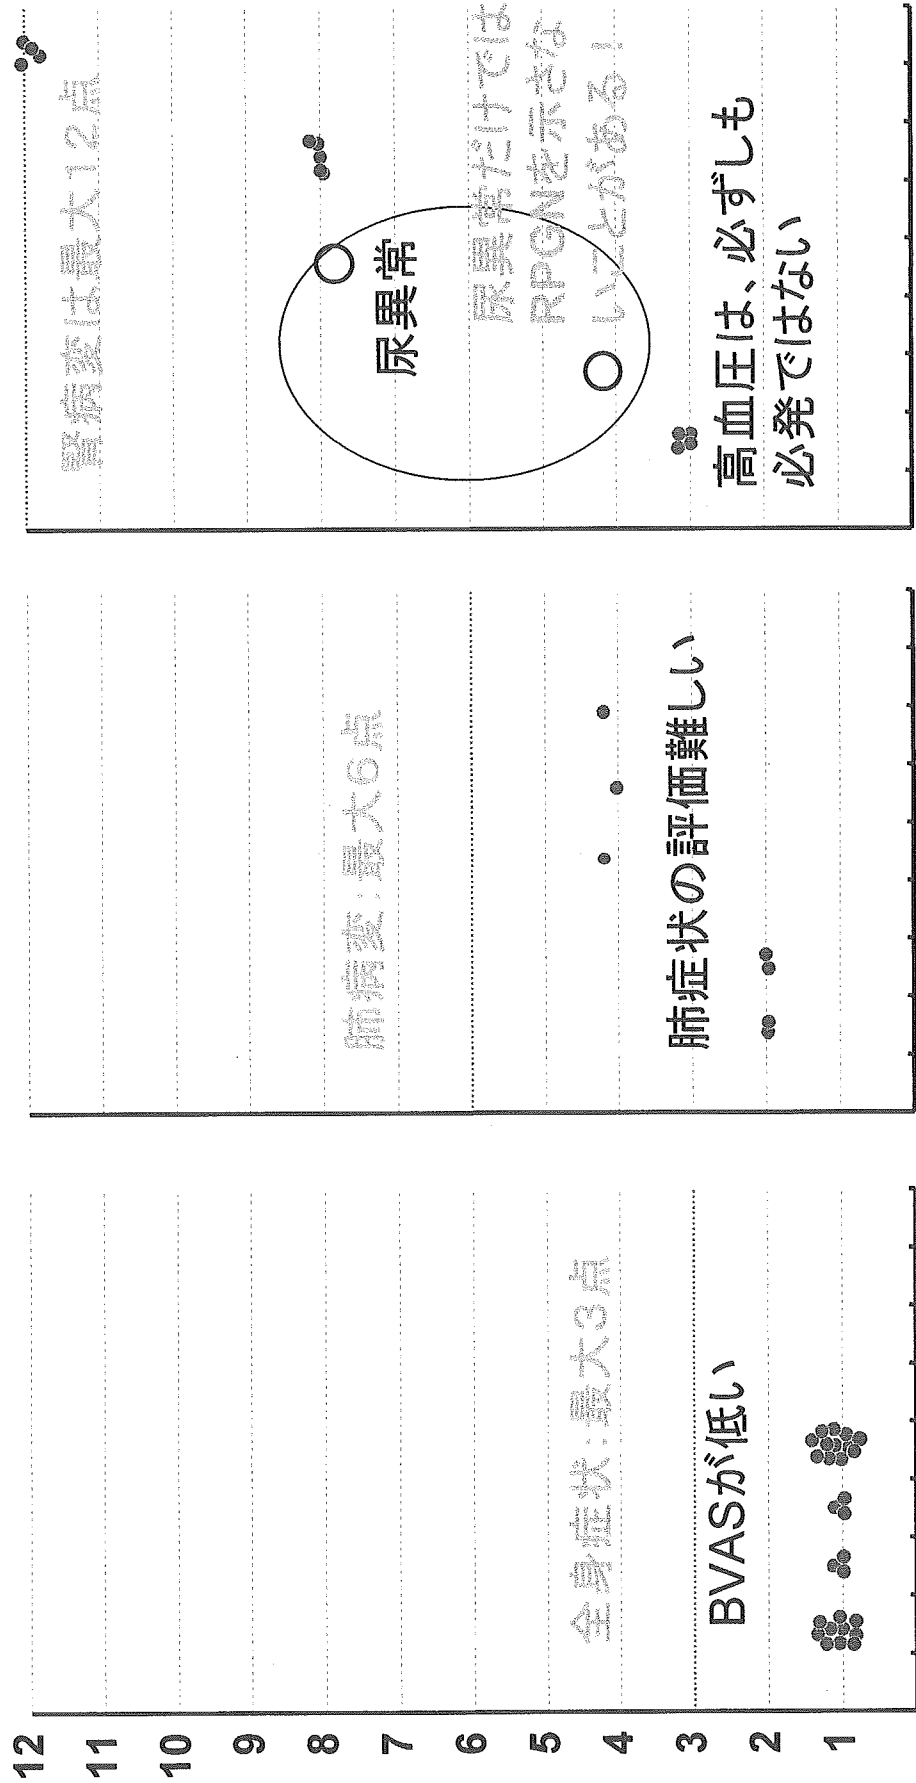 12
11
10
9
8
7
6
5
4
3
2
1
全身症状:最大3点
BVASが低い
肺病変:最大6点
肺症状の評価難しい
腎病変は最大12点
尿異常
尿異常だけでは
RPGNを示さな
いことがある!
高血圧は、必ずしも
必発ではない